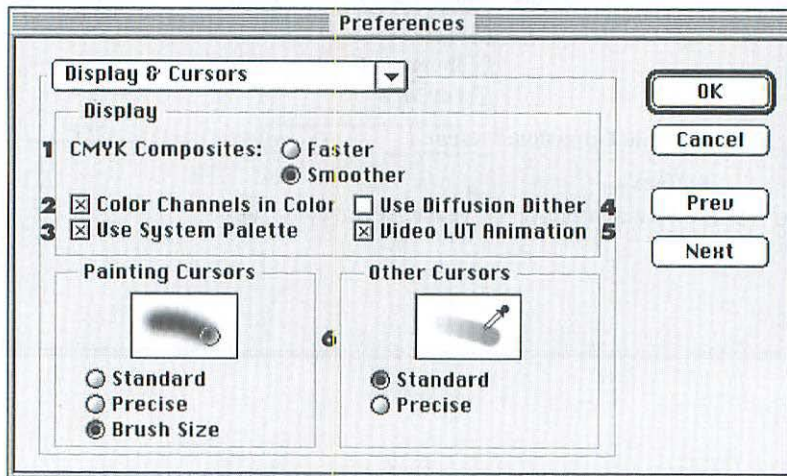 Preferences
Display & Cursors
OK
Display
Cancel
1 CMYK Composites: Faster
Smoother
2 Color Channels in Color Use Diffusion Dither 4
Prev
3 Use System Palette Video LUT Animation 5
Next
Painting Cursors
Other Cursors
6
Standard
Precise
Brush Size
Standard
Precise